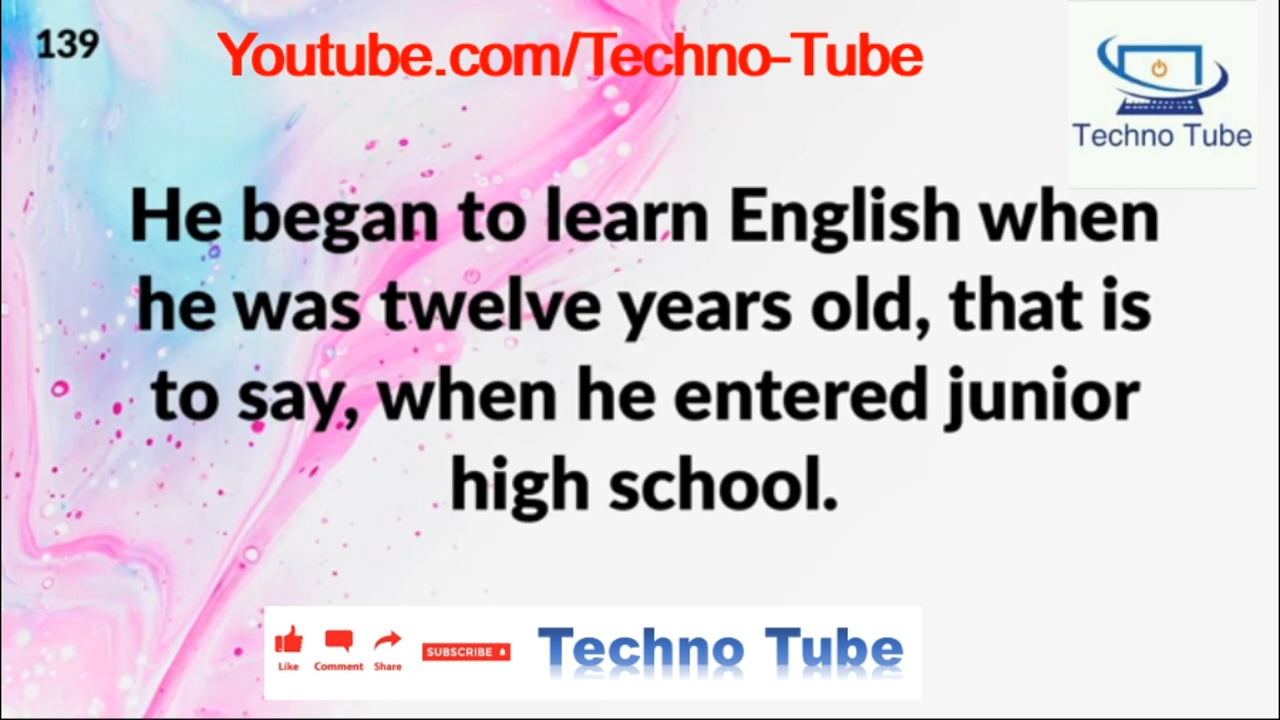 139
Youtube.com/Techno-Tube
Techno Tube
He began to learn English when
he was twelve years old, that is
to say, when he entered junior
high school.
Like Comment Share SUBSCRIBE Techno Tube